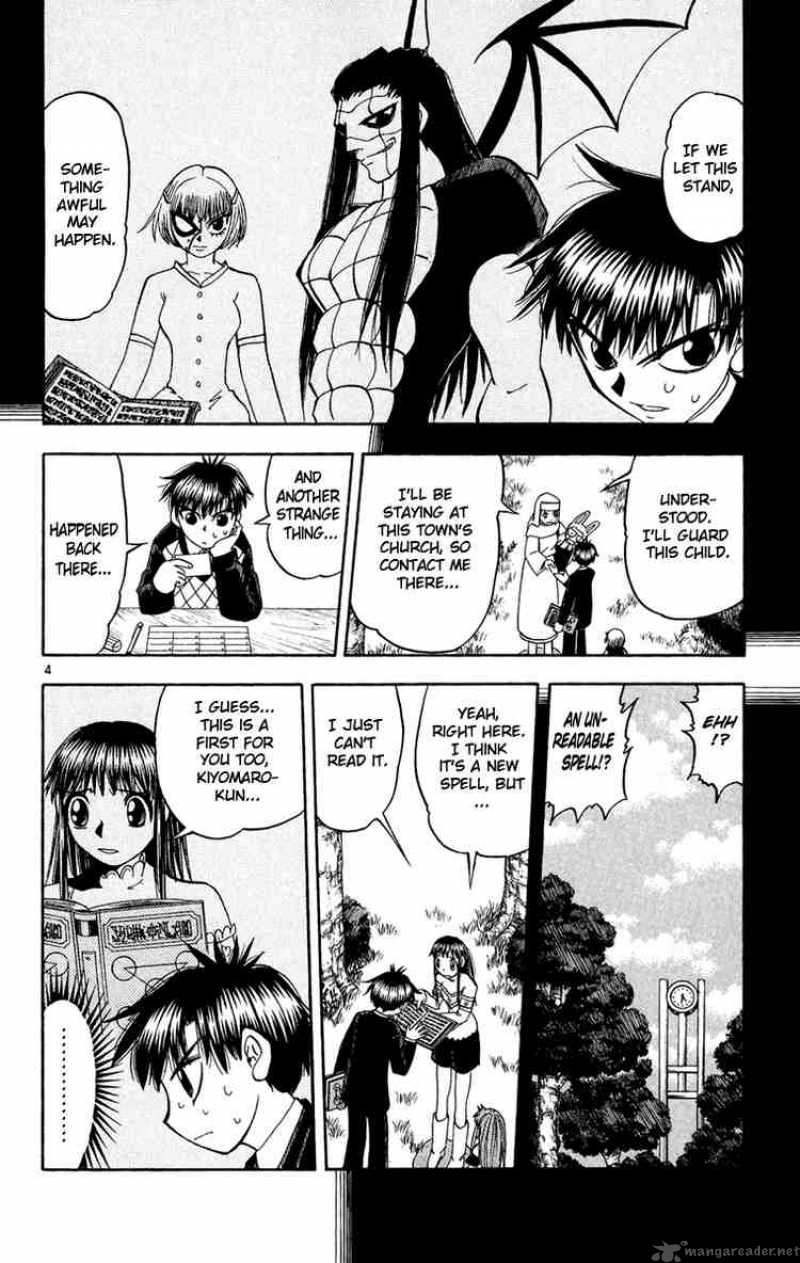 IF WE
LET THIS
STAND,
SOME-
THING
AWFUL
MAY
HAPPEN.
UNDER-
STOOD.
I'LL GUARD
THIS CHILD.
I'LL BE
STAYING AT
THIS TOWN'S
CHURCH, SO
CONTACT ME
THERE...
AND
ANOTHER
STRANGE
THING...
HAPPENED
BACK
THERE...
4
EHH
!?
AN UN-
READABLE
SPELL!?
YEAH,
RIGHT HERE.
I THINK
IT'S A NEW
SPELL, BUT
...
I JUST
CAN'T
READ IT.
I GUESS...
THIS IS A
FIRST FOR
YOU TOO,
KIYOMARO-
KUN...
.........
mangareader.net